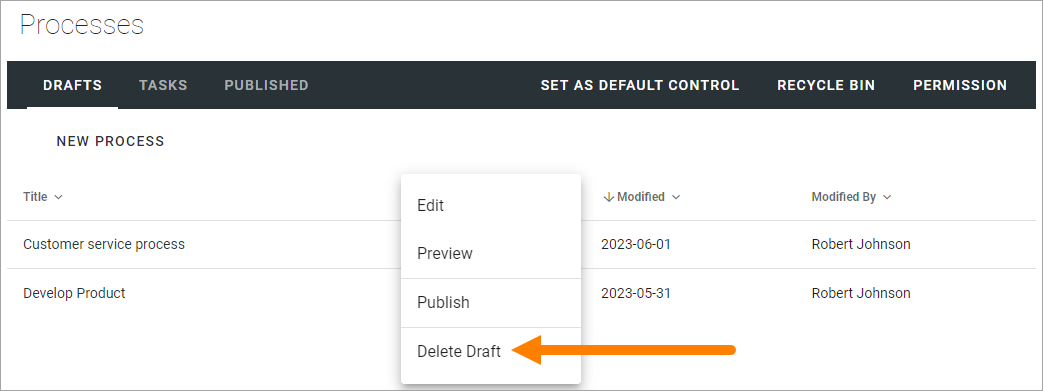 Processes
DRAFTS TASKS PUBLISHED SET AS DEFAULT CONTROL RECYCLE BIN PERMISSION
NEW PROCESS
Title Modified Modified By
Edit
Customer service process 2023-06-01 Robert Johnson
Preview
Develop Product 2023-05-31 Robert Johnson
Publish
Delete Draft